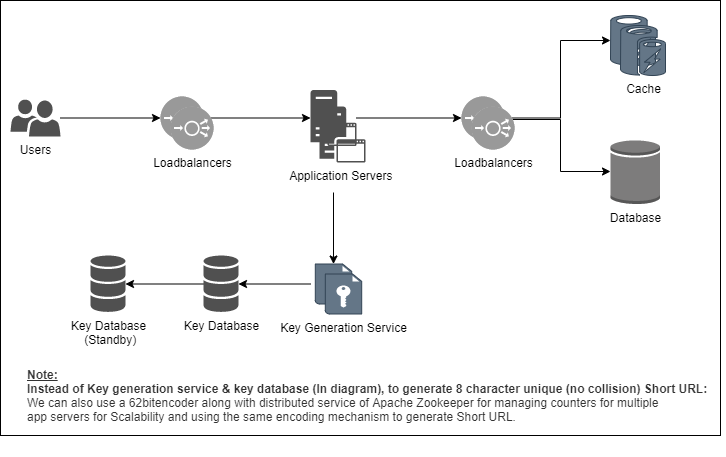 Cache
Users
Loadbalancers
Application Servers
Loadbalancers
Database
Key Database
(Standby)
Key Database
Key Generation Service
Note:
Instead of Key generation service & key database (In diagram), to generate 8 character unique (no collision) Short URL:
We can also use a 62bitencoder along with distributed service of Apache Zookeeper for managing counters for multiple
app servers for Scalability and using the same encoding mechanism to generate Short URL.